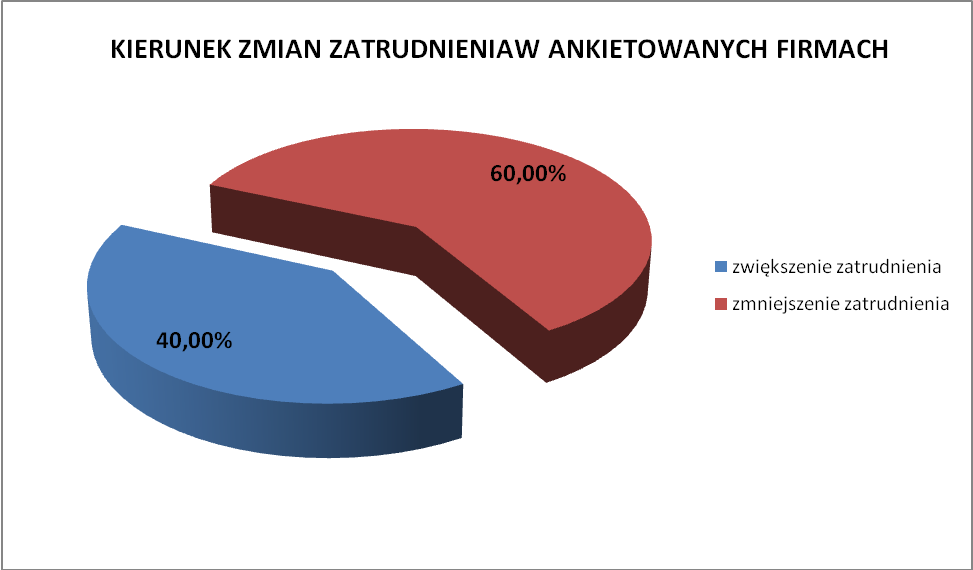 KIERUNEK ZMIAN ZATRUDNIENIAW ANKIETOWANYCH FIRMACH
60,00%
zwiększenie zatrudnienia
zmniejszenie zatrudnienia
40,00%